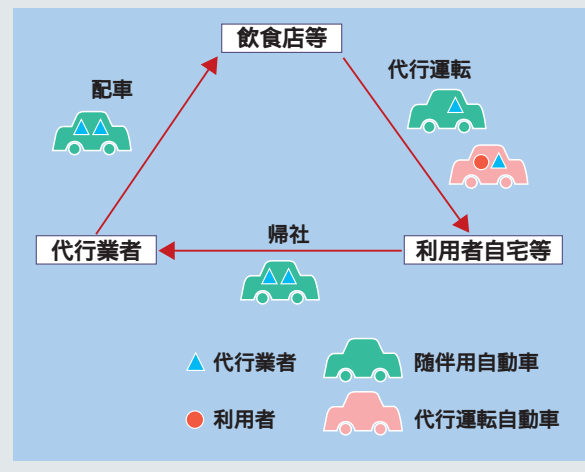 飲食店等
代行運転
配車
帰社
代行業者
利用者自宅等
代行業者
随伴用自動車
利用者
代行運転自動車